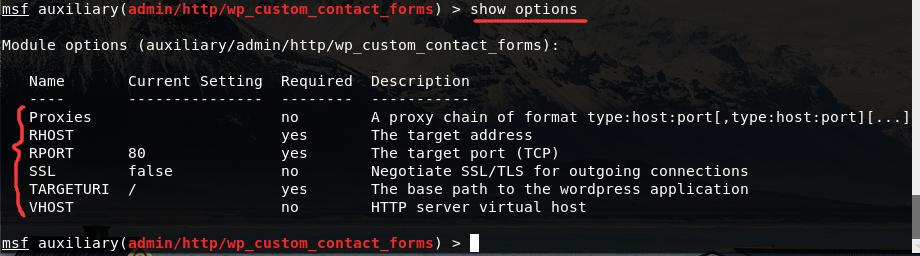 msf auxiliary(admin/http/wp_custom_contact_forms) > show options
Module options (auxiliary/admin/http/wp_custom_contact_forms):
Name Current Setting Required Description
---- --------------- -------- -----------
Proxies no A proxy chain of format type:host:port[,type:host:port][...]
RHOST yes The target address
RPORT 80 yes The target port (TCP)
SSL false no Negotiate SSL/TLS for outgoing connections
TARGETURI / yes The base path to the wordpress application
VHOST no HTTP server virtual host
msf auxiliary(admin/http/wp_custom_contact_forms) >